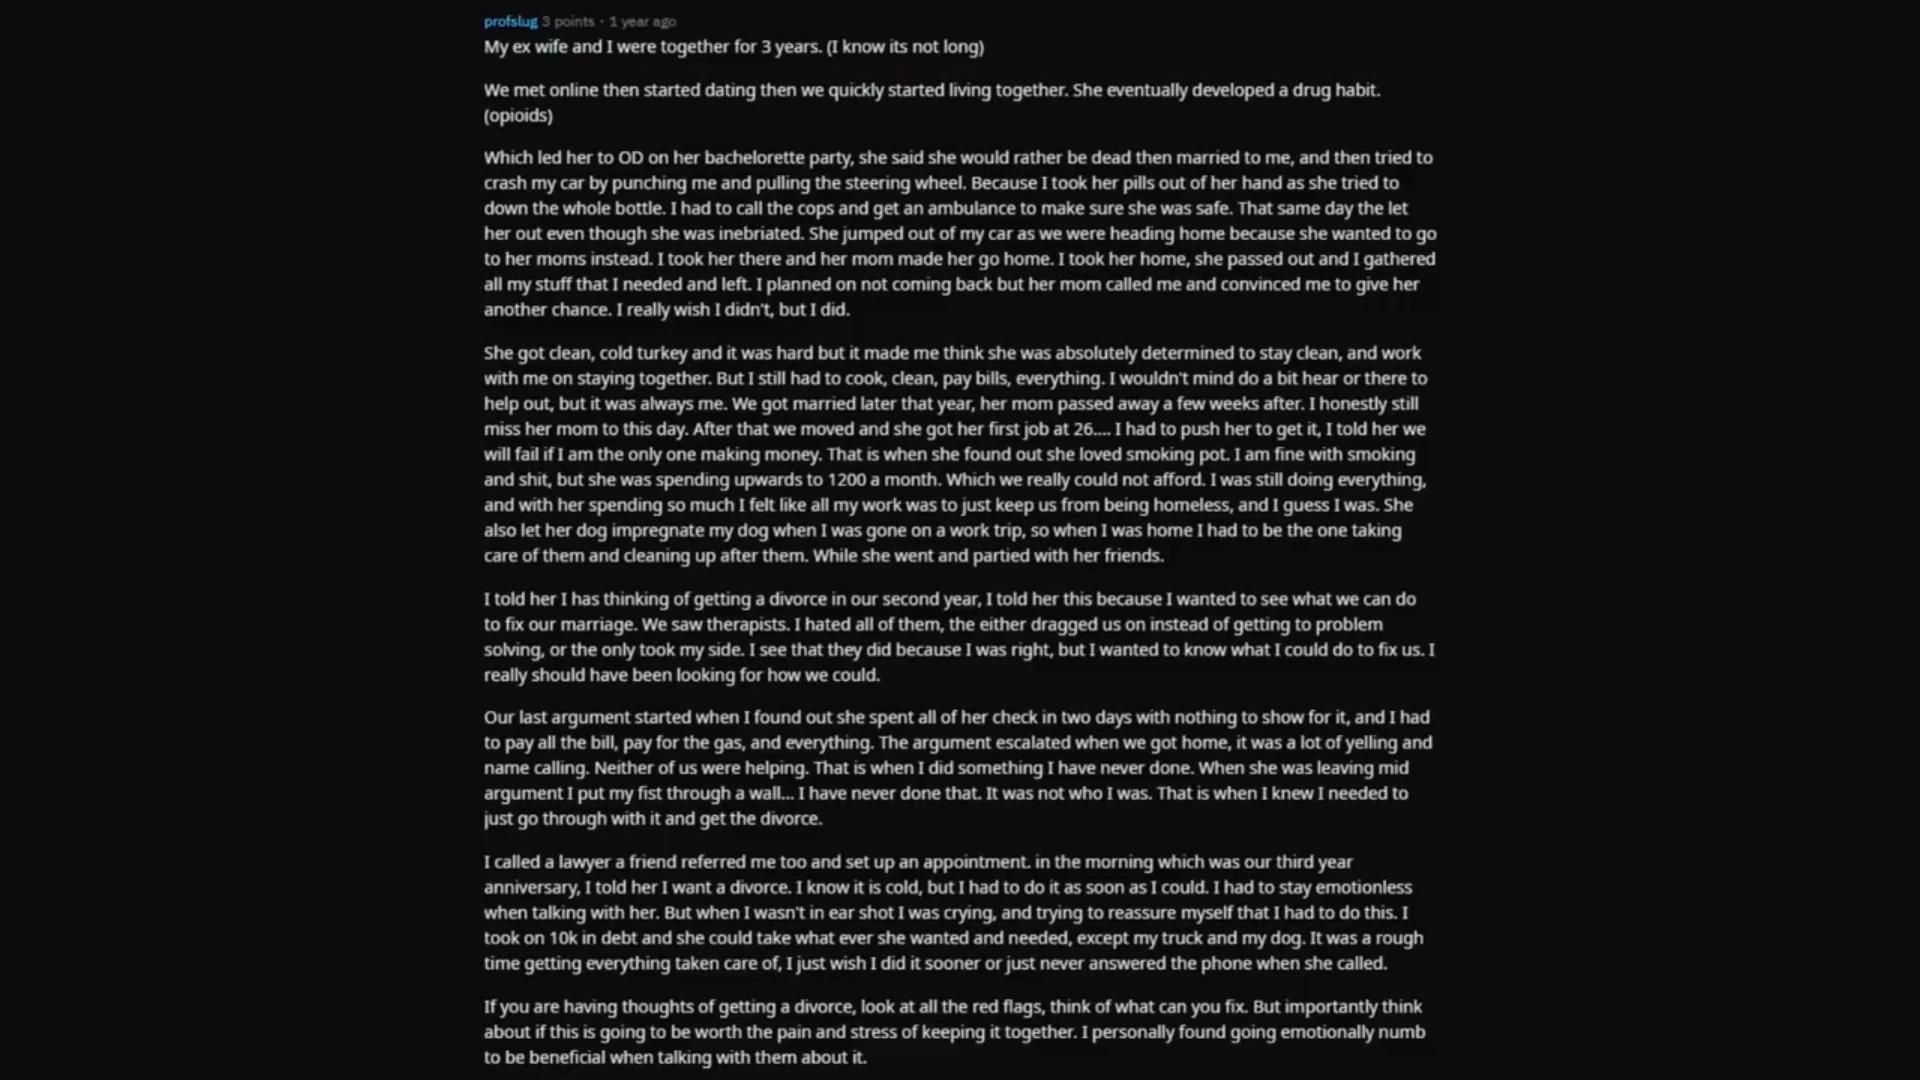 profslug 3 points · 1 year ago
My ex wife and I were together for 3 years. (I know its not long)
We met online then started dating then we quickly started living together. She eventually developed a drug habit.
(opioids)
Which led her to OD on her bachelorette party, she said she would rather be dead then married to me, and then tried to
crash my car by punching me and pulling the steering wheel. Because I took her pills out of her hand as she tried to
down the whole bottle. I had to call the cops and get an ambulance to make sure she was safe. That same day the let
her out even though she was inebriated. She jumped out of my car as we were heading home because she wanted to go
to her moms instead. I took her there and her mom made her go home. I took her home, she passed out and I gathered
all my stuff that I needed and left. I planned on not coming back but her mom called me and convinced me to give her
another chance. I really wish I didn't, but I did.
She got clean, cold turkey and it was hard but it made me think she was absolutely determined to stay clean, and work
with me on staying together. But I still had to cook, clean, pay bills, everything. I wouldn't mind do a bit hear or there to
help out, but it was always me. We got married later that year, her mom passed away a few weeks after. I honestly still
miss her mom to this day. After that we moved and she got her first job at 26.... I had to push her to get it, I told her we
will fail if I am the only one making money. That is when she found out she loved smoking pot. I am fine with smoking
and shit, but she was spending upwards to 1200 a month. Which we really could not afford. I was still doing everything,
and with her spending so much I felt like all my work was to just keep us from being homeless, and I guess I was. She
also let her dog impregnate my dog when I was gone on a work trip, so when I was home I had to be the one taking
care of them and cleaning up after them. While she went and partied with her friends.
I told her I has thinking of getting a divorce in our second year, I told her this because I wanted to see what we can do
to fix our marriage. We saw therapists. I hated all of them, the either dragged us on instead of getting to problem
solving, or the only took my side. I see that they did because I was right, but I wanted to know what I could do to fix us. I
really should have been looking for how we could.
Our last argument started when I found out she spent all of her check in two days with nothing to show for it, and I had
to pay all the bill, pay for the gas, and everything. The argument escalated when we got home, it was a lot of yelling and
name calling. Neither of us were helping. That is when I did something I have never done. When she was leaving mid
argument I put my fist through a wall... I have never done that. It was not who I was. That is when I knew I needed to
just go through with it and get the divorce.
I called a lawyer a friend referred me too and set up an appointment. in the morning which was our third year
anniversary, I told her I want a divorce. I know it is cold, but I had to do it as soon as I could. I had to stay emotionless
when talking with her. But when I wasn't in ear shot I was crying, and trying to reassure myself that I had to do this. I
took on 10k in debt and she could take what ever she wanted and needed, except my truck and my dog. It was a rough
time getting everything taken care of, I just wish I did it sooner or just never answered the phone when she called.
If you are having thoughts of getting a divorce, look at all the red flags, think of what can you fix. But importantly think
about if this is going to be worth the pain and stress of keeping it together. I personally found going emotionally numb
to be beneficial when talking with them about it.